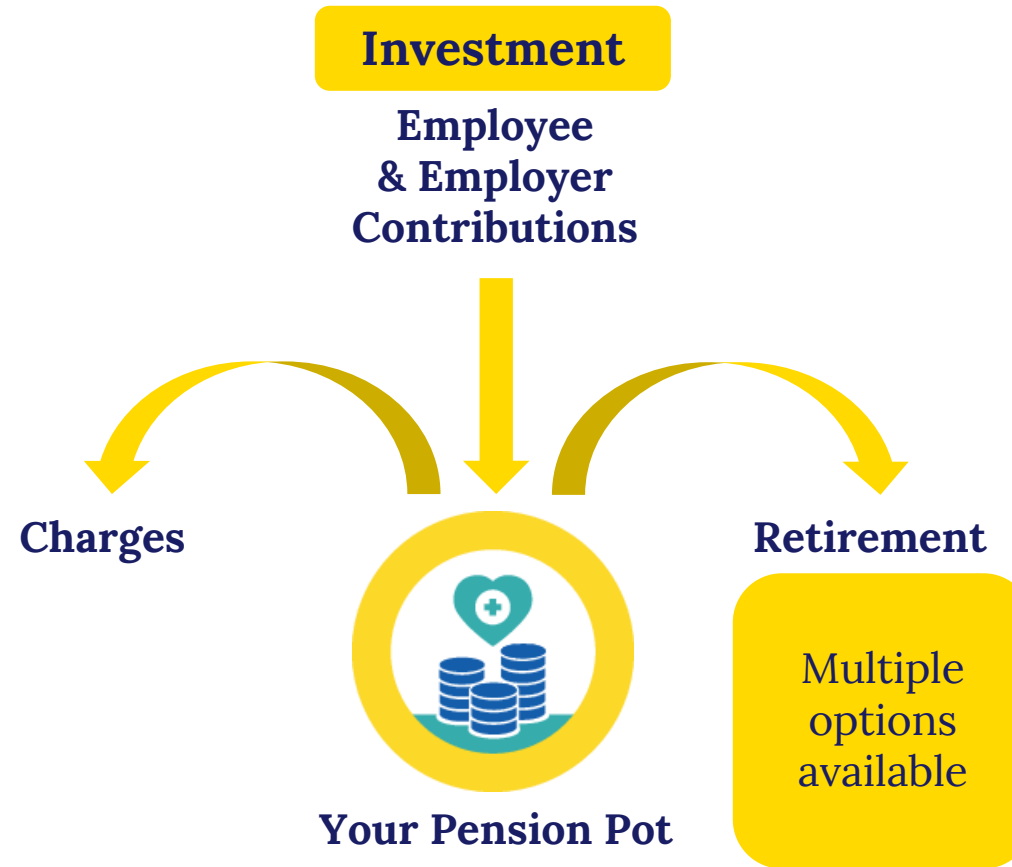 Investment
Employee
& Employer
Contributions
Charges
Retirement
Multiple
options
available
Your Pension Pot